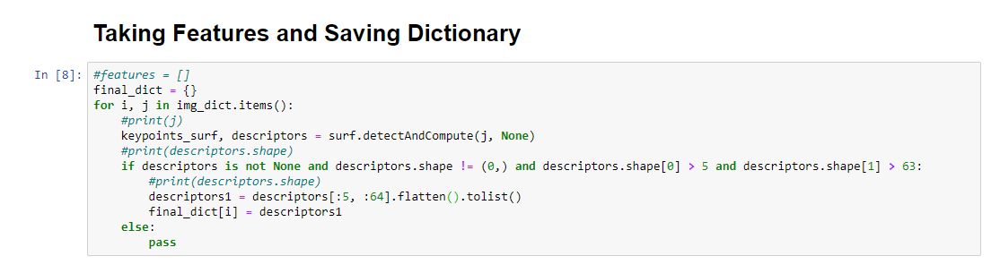 Taking Features and Saving Dictionary
In [8]: #features = []
final_dict = {}
for i, j in img_dict.items():
    #print(j)
    keypoints_surf, descriptors = surf.detectAndCompute(j, None)
    #print(descriptors.shape)
    if descriptors is not None and descriptors.shape != (0,) and descriptors.shape[0] > 5 and descriptors.shape[1] > 63:
        #print(descriptors.shape)
        descriptors1 = descriptors[:5, :64].flatten().tolist()
        final_dict[i] = descriptors1
    else:
        pass